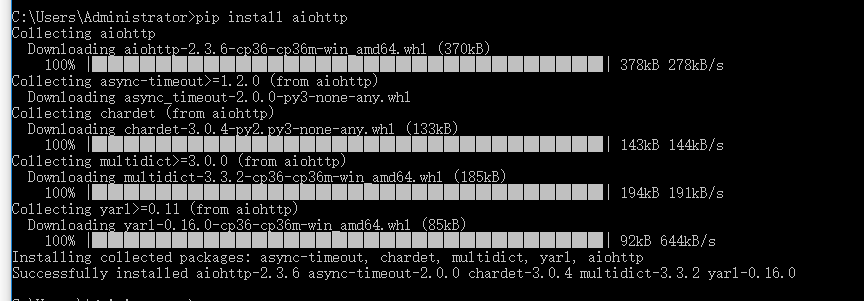 C:\Users\Administrator>pip install aiohttp
Collecting aiohttp
  Downloading aiohttp-2.3.6-cp36-cp36m-win_amd64.whl (370kB)
    100% |████████████████████████████████| 378kB 278kB/s
Collecting async-timeout>=1.2.0 (from aiohttp)
  Downloading async_timeout-2.0.0-py3-none-any.whl
Collecting chardet (from aiohttp)
  Downloading chardet-3.0.4-py2.py3-none-any.whl (133kB)
    100% |████████████████████████████████| 143kB 144kB/s
Collecting multidict>=3.0.0 (from aiohttp)
  Downloading multidict-3.3.2-cp36-cp36m-win_amd64.whl (185kB)
    100% |████████████████████████████████| 194kB 191kB/s
Collecting yarl>=0.11 (from aiohttp)
  Downloading yarl-0.16.0-cp36-cp36m-win_amd64.whl (85kB)
    100% |████████████████████████████████| 92kB 644kB/s
Installing collected packages: async-timeout, chardet, multidict, yarl, aiohttp
Successfully installed aiohttp-2.3.6 async-timeout-2.0.0 chardet-3.0.4 multidict-3.3.2 yarl-0.16.0